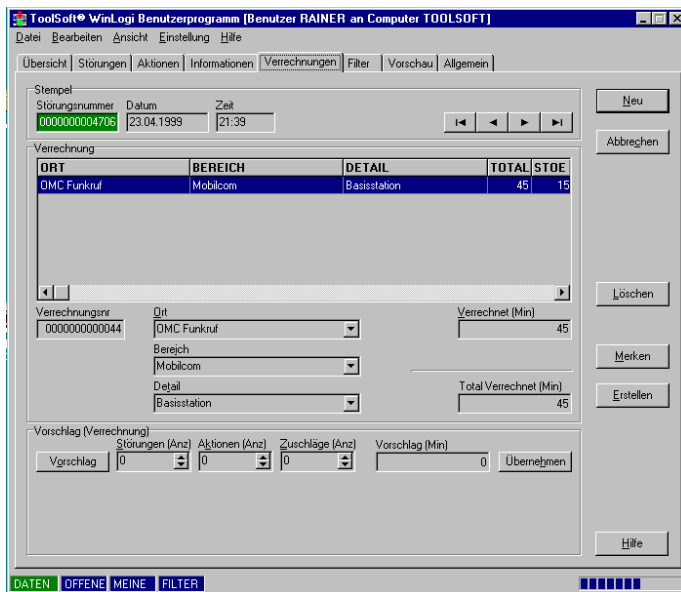 ToolSoft® WinLogi Benutzerprogramm [Benutzer RAINER an Computer TOOLSOFT]
Datei Bearbeiten Ansicht Einstellung Hilfe
Übersicht Störungen Aktionen Informationen Verrechnungen Filter Vorschau Allgemein
Stempel
Störungsnummer Datum Zeit
0000000004706 23.04.1999 21:39
Neu
Abbrechen
Verrechnung
ORT BEREICH DETAIL TOTAL STOE
OMC Funkruf Mobilcom Basisstation 45 15
Löschen
Verrechnungsnr Ort Verrechnet (Min)
0000000000044 OMC Funkruf 45
Bereich
Mobilcom
Merken
Detail Total Verrechnet (Min)
Basisstation 45
Erstellen
Vorschlag (Verrechnung)
Störungen (Anz) Aktionen (Anz) Zuschläge (Anz) Vorschlag (Min)
Vorschlag 0 0 0 0 Übernehmen
Hilfe
DATEN OFFENE MEINE FILTER